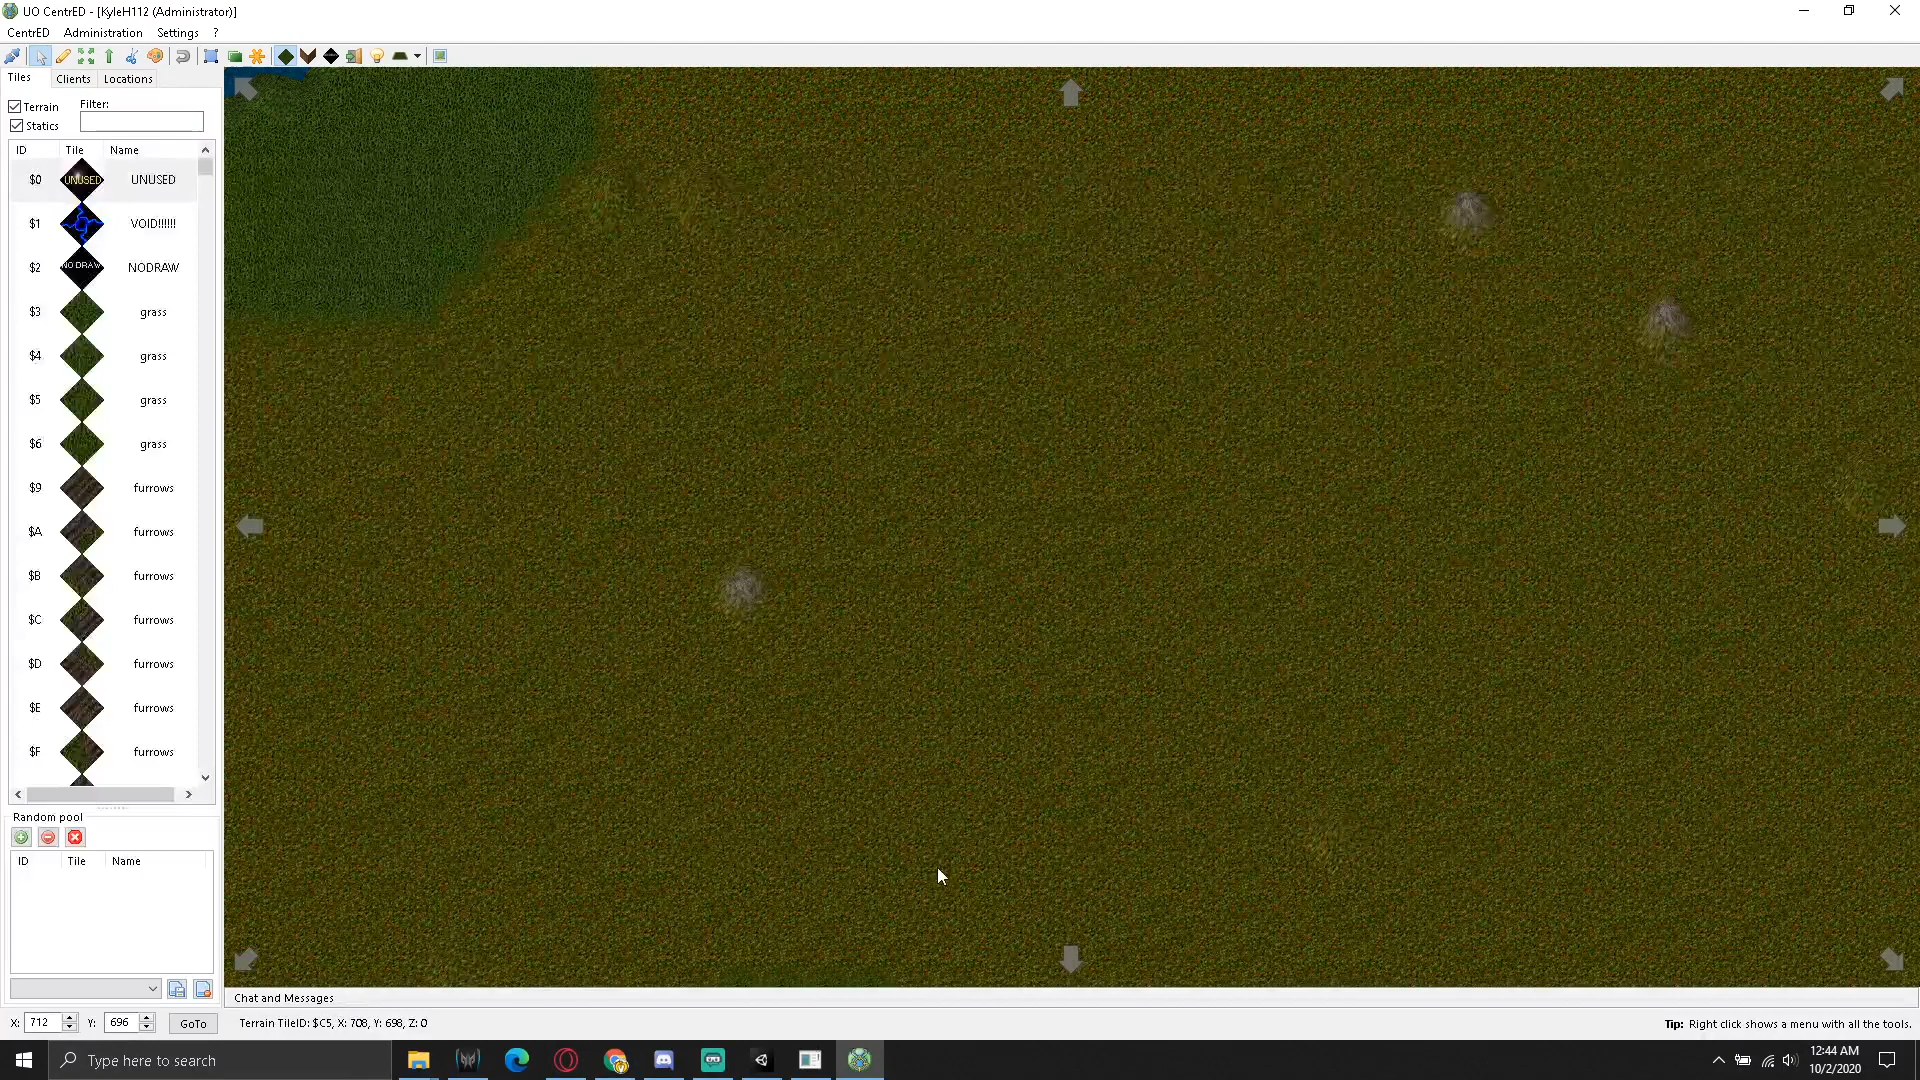 UO CentrED - [KyleH112 (Administrator)]
CentrED Administration Settings ?
Tiles Clients Locations
Terrain
Filter:
Statics
ID Tile Name
$0 UNUSED UNUSED
$1 VOID!!!!!!
$2 NO DRAW NODRAW
$3 grass
$4 grass
$5 grass
$6 grass
$9 furrows
$A furrows
$B furrows
$C furrows
$D furrows
$E furrows
$F furrows
Random pool
ID Tile Name
Chat and Messages
X: 712 Y: 696 GoTo
Terrain TileID: $C5, X: 708, Y: 698, Z: 0
Tip: Right click shows a menu with all the tools.
Type here to search
12:44 AM
10/2/2020